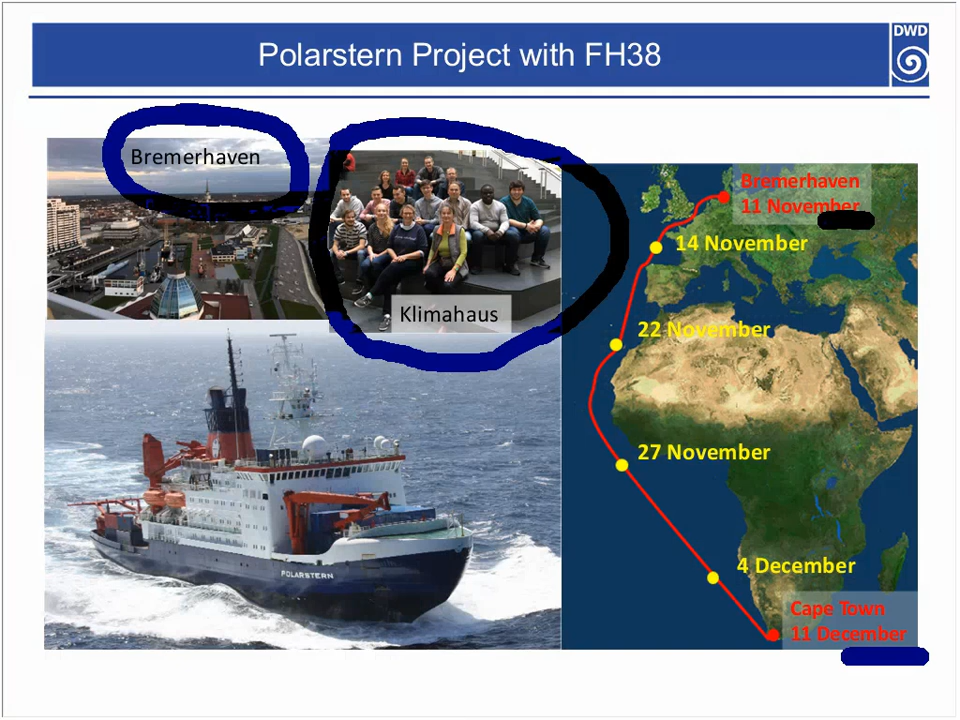 Polarstern Project with FH38
DWD
Bremerhaven
Klimahaus
POLARSTERN
Bremerhaven
11 November
14 November
22 November
27 November
4 December
Cape Town
11 December